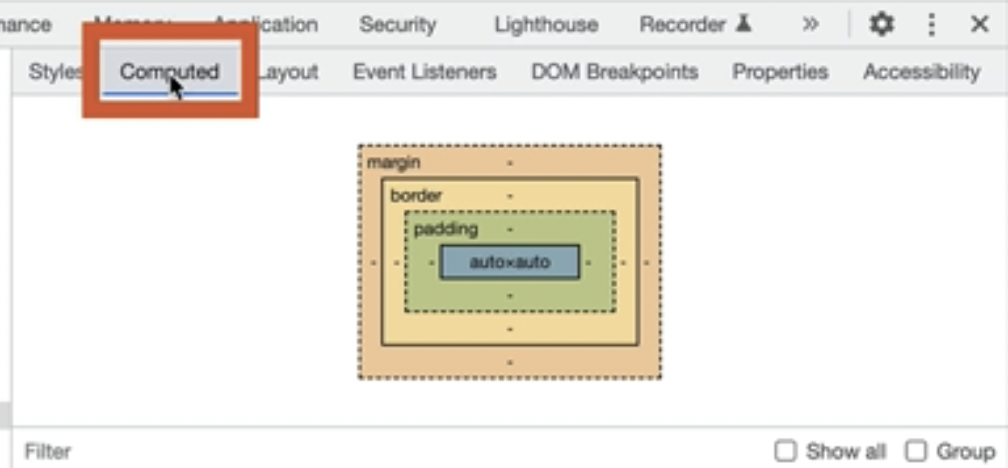 nance Memory Application Security Lighthouse Recorder »
Styles Computed Layout Event Listeners DOM Breakpoints Properties Accessibility
margin -
border -
padding -
- - - auto×auto - - -
-
-
-
Filter Show all Group